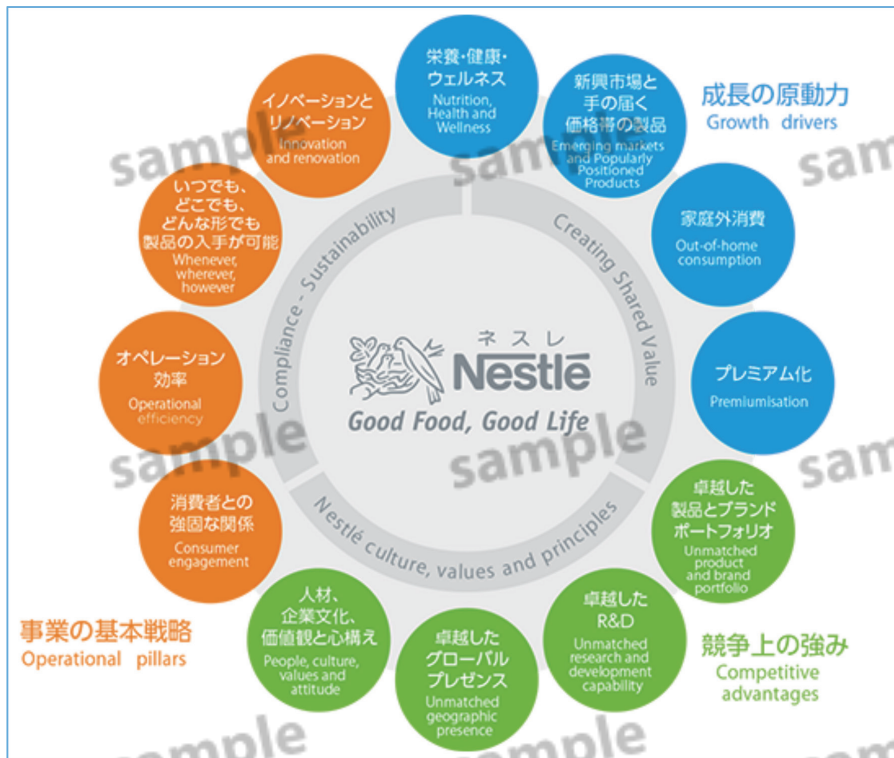 栄養・健康・
ウェルネス
Nutrition,
Health and
Wellness
新興市場と
手の届く
価格帯の製品
Emerging markets
and Popularly
Positioned
Products
成長の原動力
Growth drivers
家庭外消費
Out-of-home
consumption
プレミアム化
Premiumisation
卓越した
製品とブランド
ポートフォリオ
Unmatched
product
and brand
portfolio
卓越した
R&D
Unmatched
research and
development
capability
競争上の強み
Competitive
advantages
卓越した
グローバル
プレゼンス
Unmatched
geographic
presence
人材、
企業文化、
価値観と心構え
People, culture,
values and
attitude
事業の基本戦略
Operational pillars
消費者との
強固な関係
Consumer
engagement
オペレーション
効率
Operational
efficiency
いつでも、
どこでも、
どんな形でも
製品の入手が可能
Whenever,
wherever,
however
イノベーションと
リノベーション
Innovation
and renovation
Compliance - Sustainability
Creating Shared Value
Nestlé culture, values and principles
ネスレ
Nestlé
Good Food, Good Life
sample
sample
sample
sample
sample
sample
sample
sample
sample